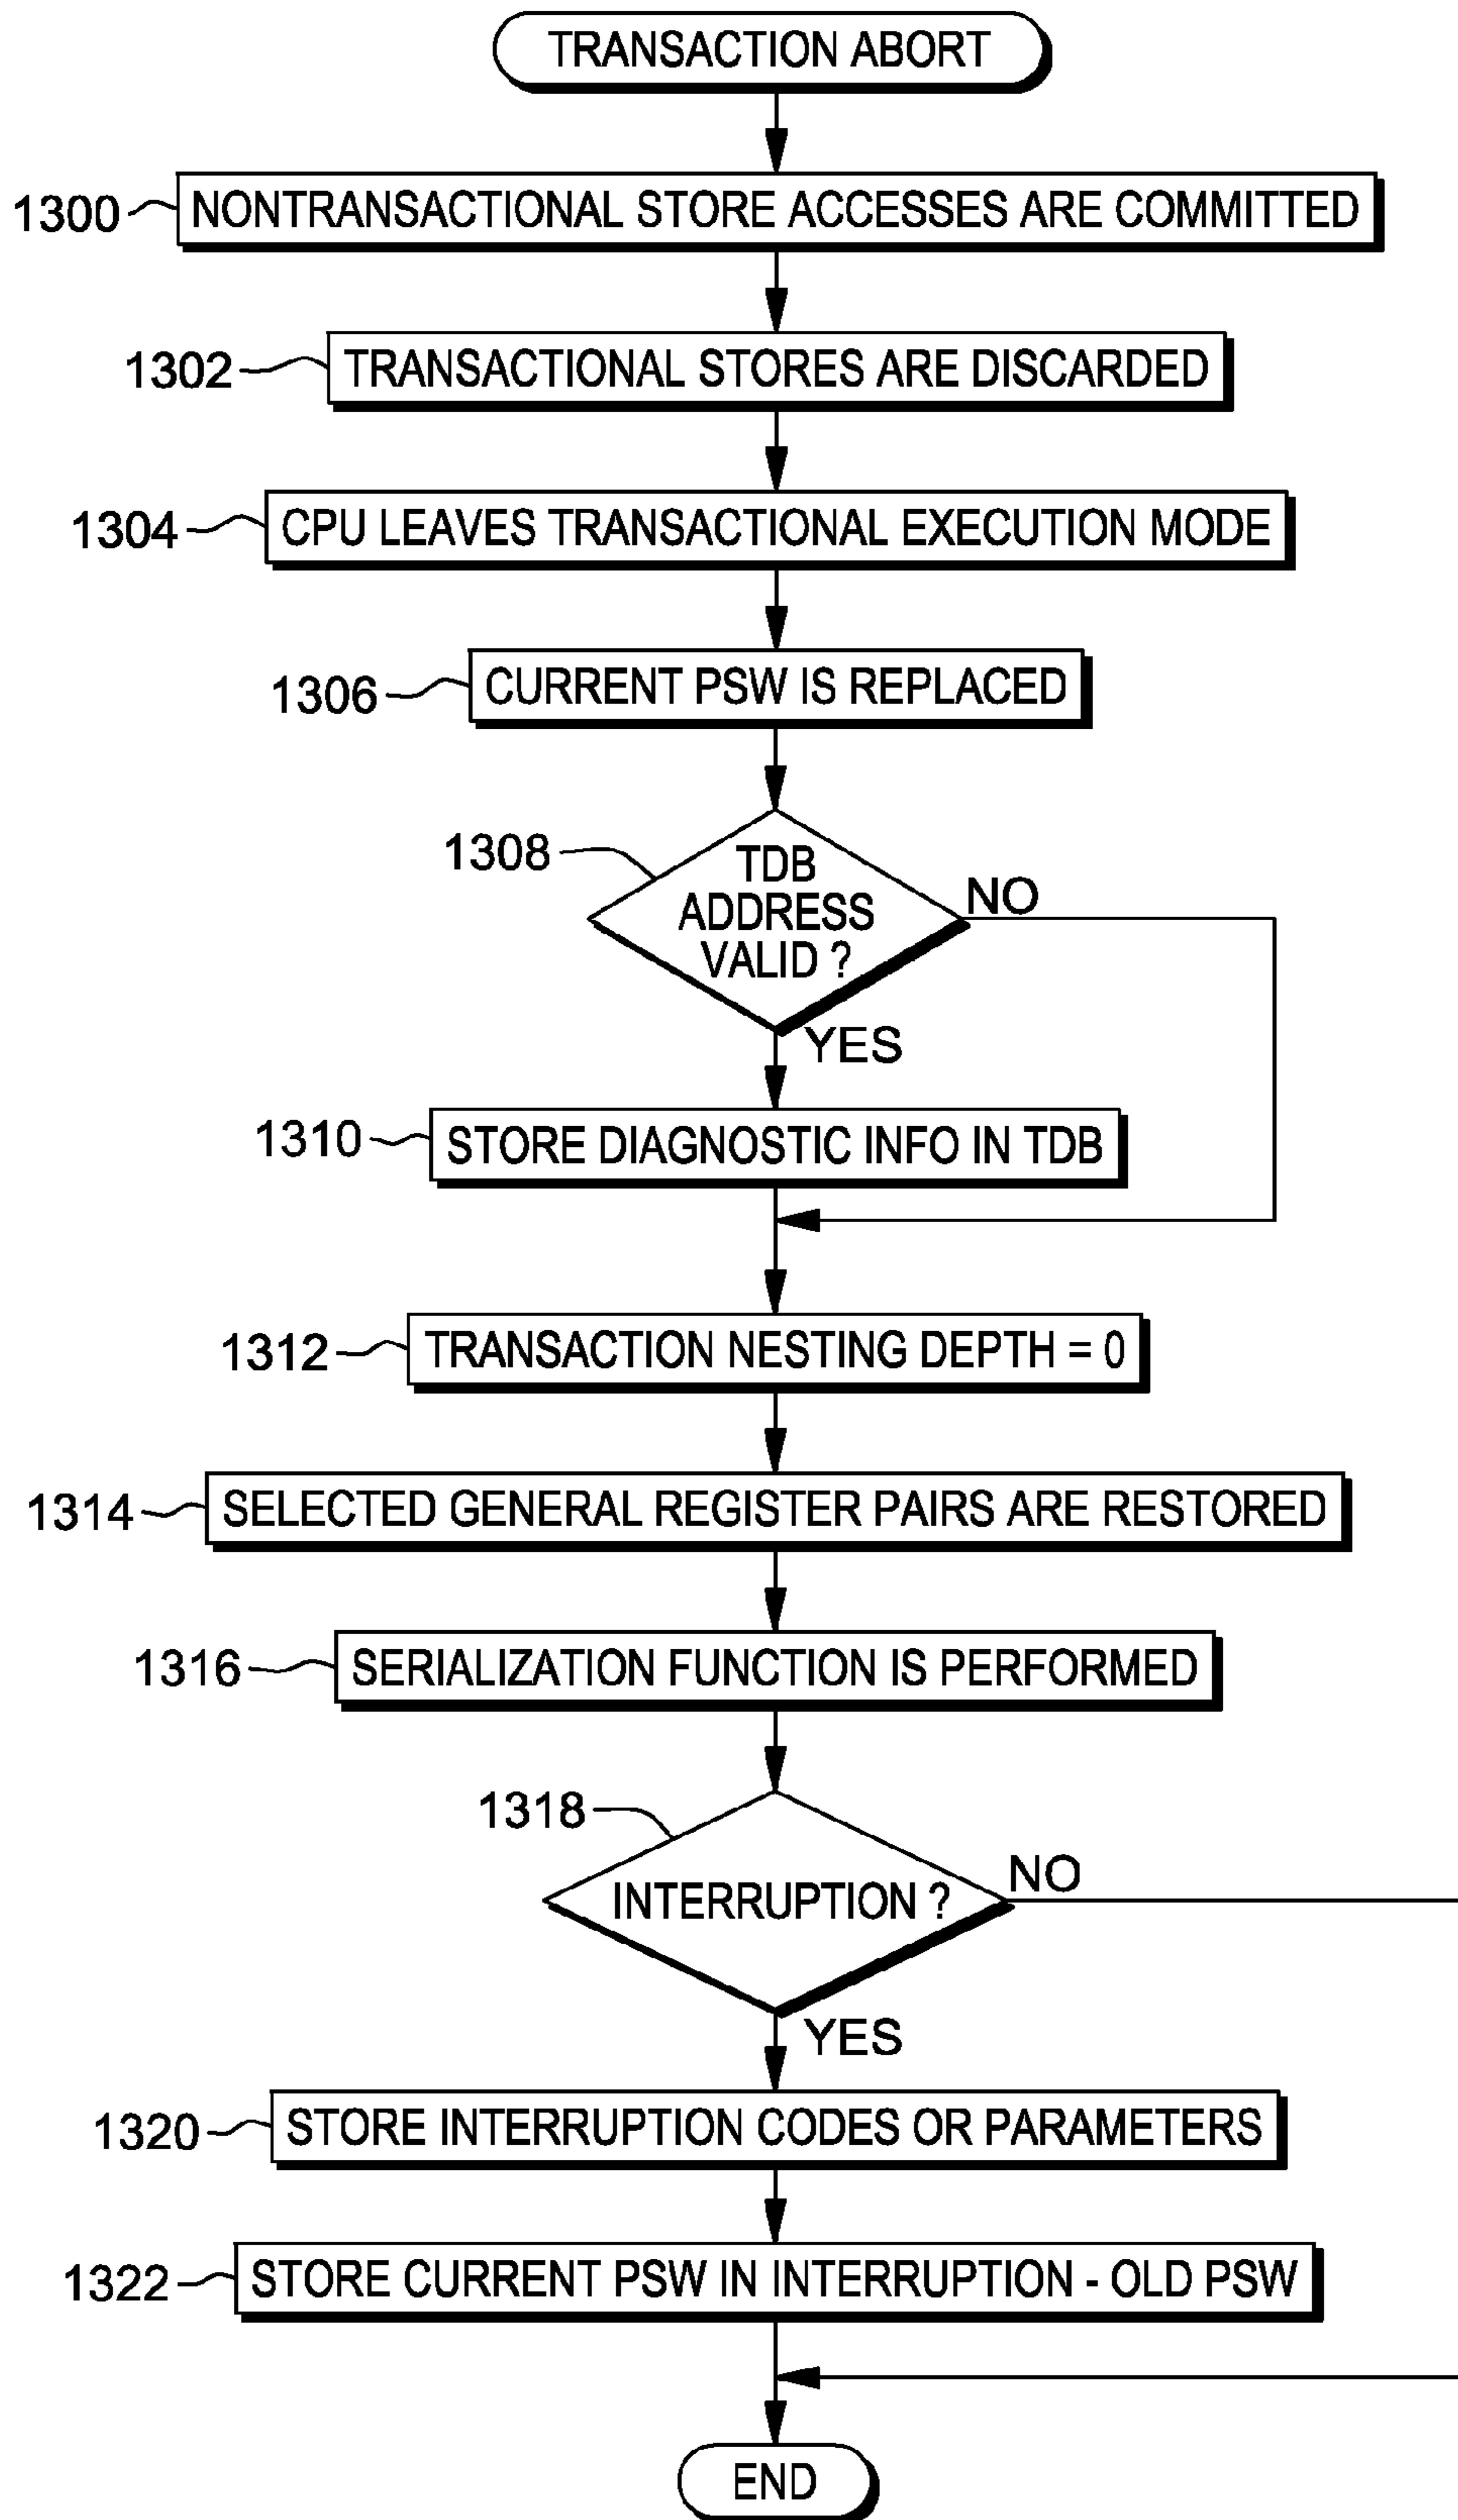 TRANSACTION ABORT
1300
NONTRANSACTIONAL STORE ACCESSES ARE COMMITTED
1302
TRANSACTIONAL STORES ARE DISCARDED
1304
CPU LEAVES TRANSACTIONAL EXECUTION MODE
1306
CURRENT PSW IS REPLACED
1308
TDB
ADDRESS
VALID ?
NO
YES
1310
STORE DIAGNOSTIC INFO IN TDB
1312
TRANSACTION NESTING DEPTH = 0
1314
SELECTED GENERAL REGISTER PAIRS ARE RESTORED
1316
SERIALIZATION FUNCTION IS PERFORMED
1318
INTERRUPTION ?
NO
YES
1320
STORE INTERRUPTION CODES OR PARAMETERS
1322
STORE CURRENT PSW IN INTERRUPTION - OLD PSW
END